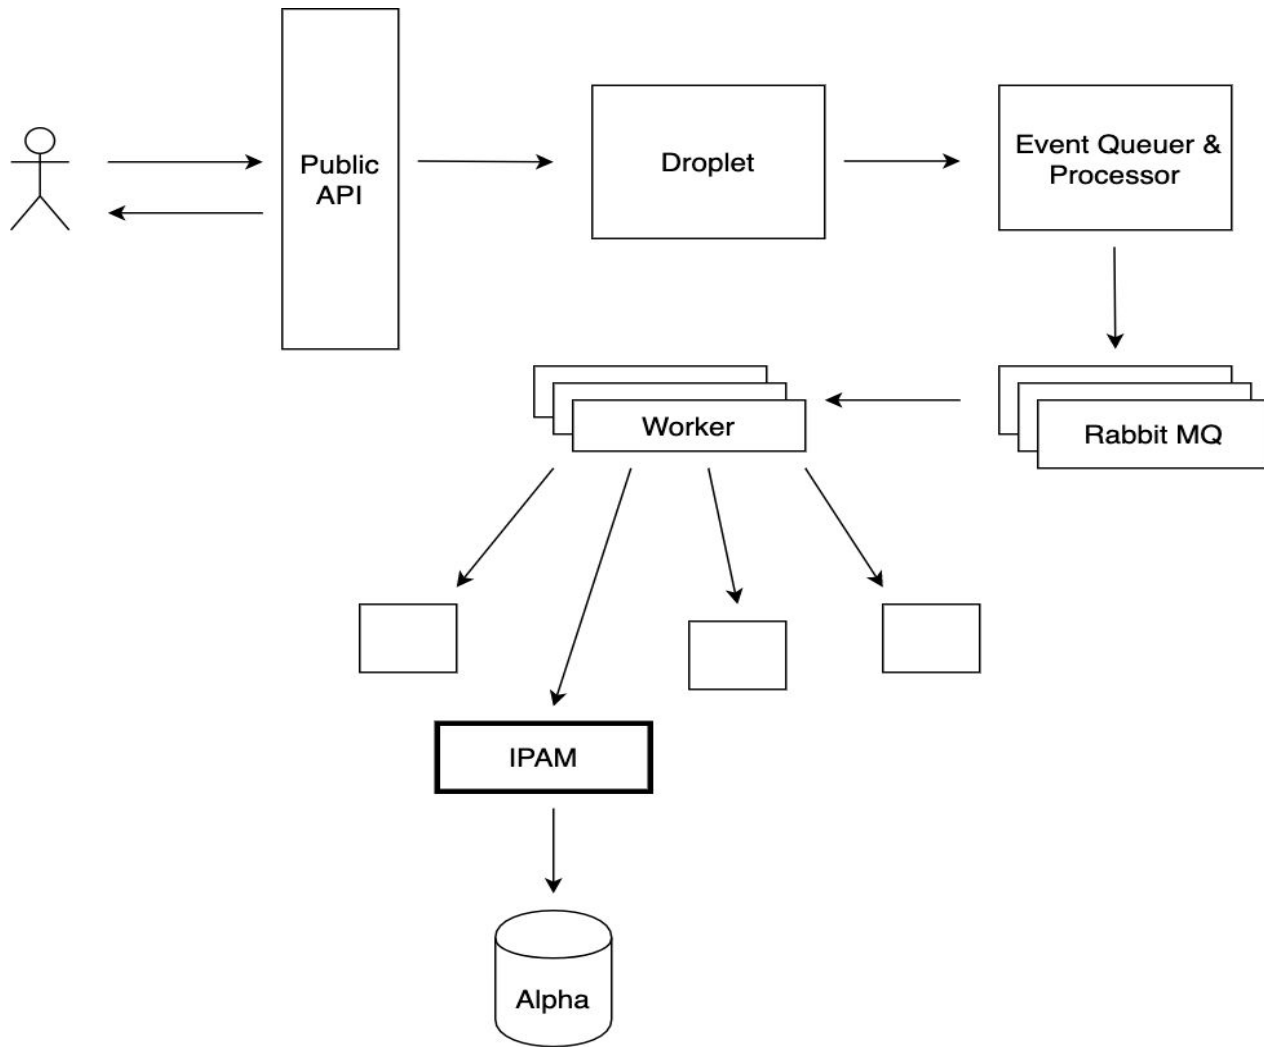 Public
API
Droplet
Event Queuer &
Processor
Worker
Rabbit MQ
IPAM
Alpha